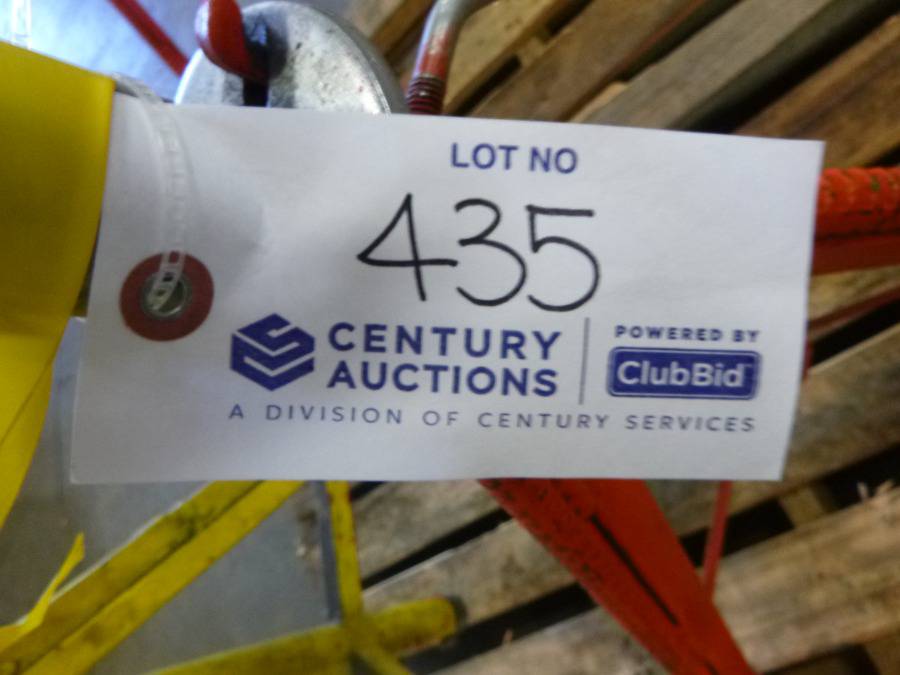 LOT NO
435
CENTURY
AUCTIONS
POWERED BY
ClubBid
A DIVISION OF CENTURY SERVICES